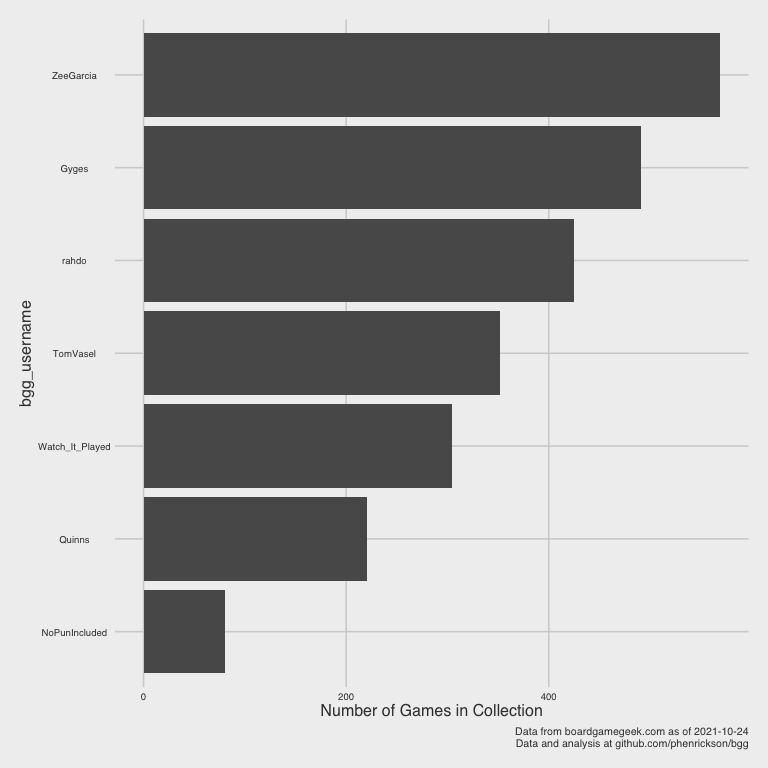 ZeeGarcia
Gyges
rahdo
TomVasel
Watch_It_Played
Quinns
NoPunIncluded
bgg_username
0 200 400
Number of Games in Collection
Data from boardgamegeek.com as of 2021-10-24
Data and analysis at github.com/phenrickson/bgg